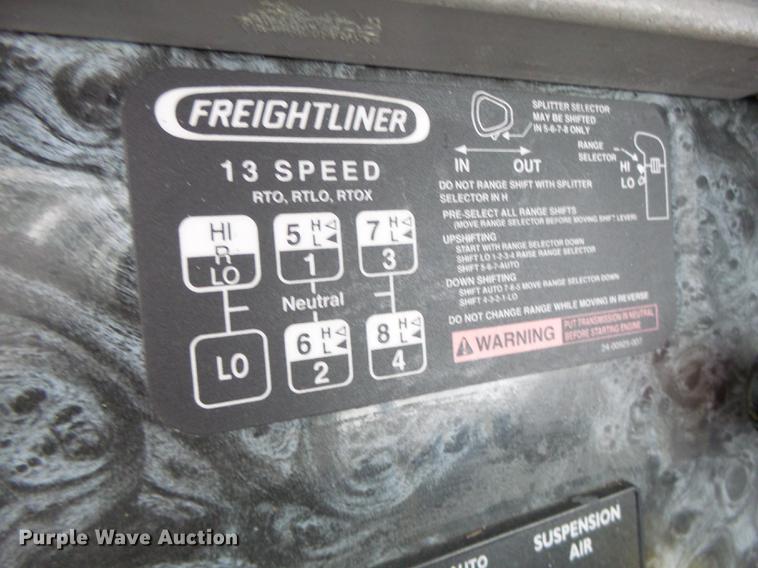 FREIGHTLINER
13 SPEED
RTO, RTLO, RTOX
HI
R
LO
5 H
L
1
7 H
L
3
Neutral
LO
6 H
L
2
8 H
L
4
SPLITTER SELECTOR
MAY BE SHIFTED
IN 5-6-7-8 ONLY
IN OUT
RANGE
SELECTOR
HI
LO
DO NOT RANGE SHIFT WITH SPLITTER
SELECTOR IN H
PRE-SELECT ALL RANGE SHIFTS
(MOVE RANGE SELECTOR BEFORE MOVING SHIFT LEVER)
UPSHIFTING
START WITH RANGE SELECTOR DOWN
SHIFT LO 1-2-3-4 RAISE RANGE SELECTOR
SHIFT 5-6-7-AUTO
DOWN SHIFTING
SHIFT AUTO 7-6-5 MOVE RANGE SELECTOR DOWN
SHIFT 4-3-2-1-LO
DO NOT CHANGE RANGE WHILE MOVING IN REVERSE
WARNING
PUT TRANSMISSION IN NEUTRAL
BEFORE STARTING ENGINE
24-00925-007
SUSPENSION
AIR
Purple Wave Auction